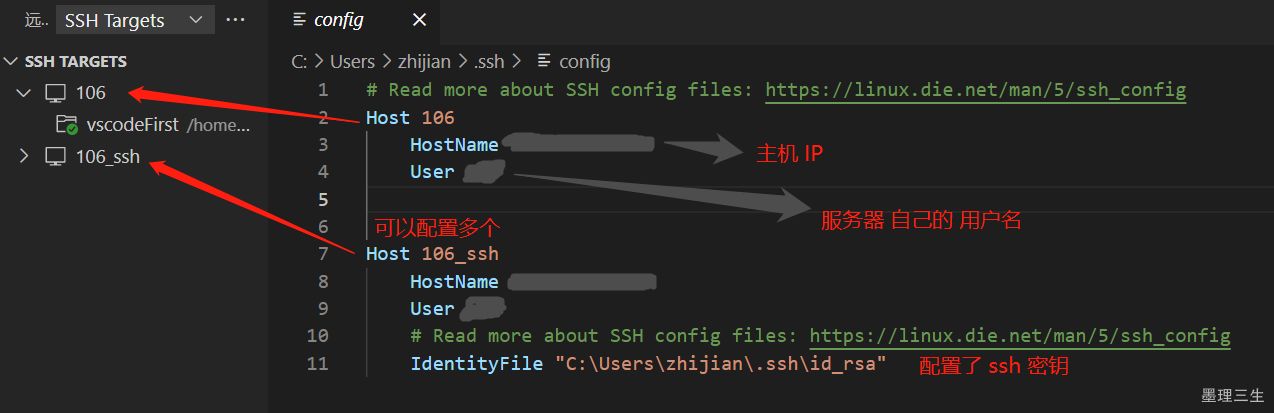 远.. SSH Targets ···
config ×
SSH TARGETS
106
vscodeFirst /home...
106_ssh
C: > Users > zhijian > .ssh > config
1 # Read more about SSH config files: https://linux.die.net/man/5/ssh_config
2 Host 106
3 HostName 主机 IP
4 User
5
服务器 自己的 用户名
6 可以配置多个
7 Host 106_ssh
8 HostName
9 User
10 # Read more about SSH config files: https://linux.die.net/man/5/ssh_config
11 IdentityFile "C:\Users\zhijian\.ssh\id_rsa" 配置了 ssh 密钥
墨理三生